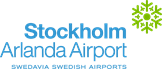 Stockholm
Arlanda Airport
SWEDAVIA SWEDISH AIRPORTS